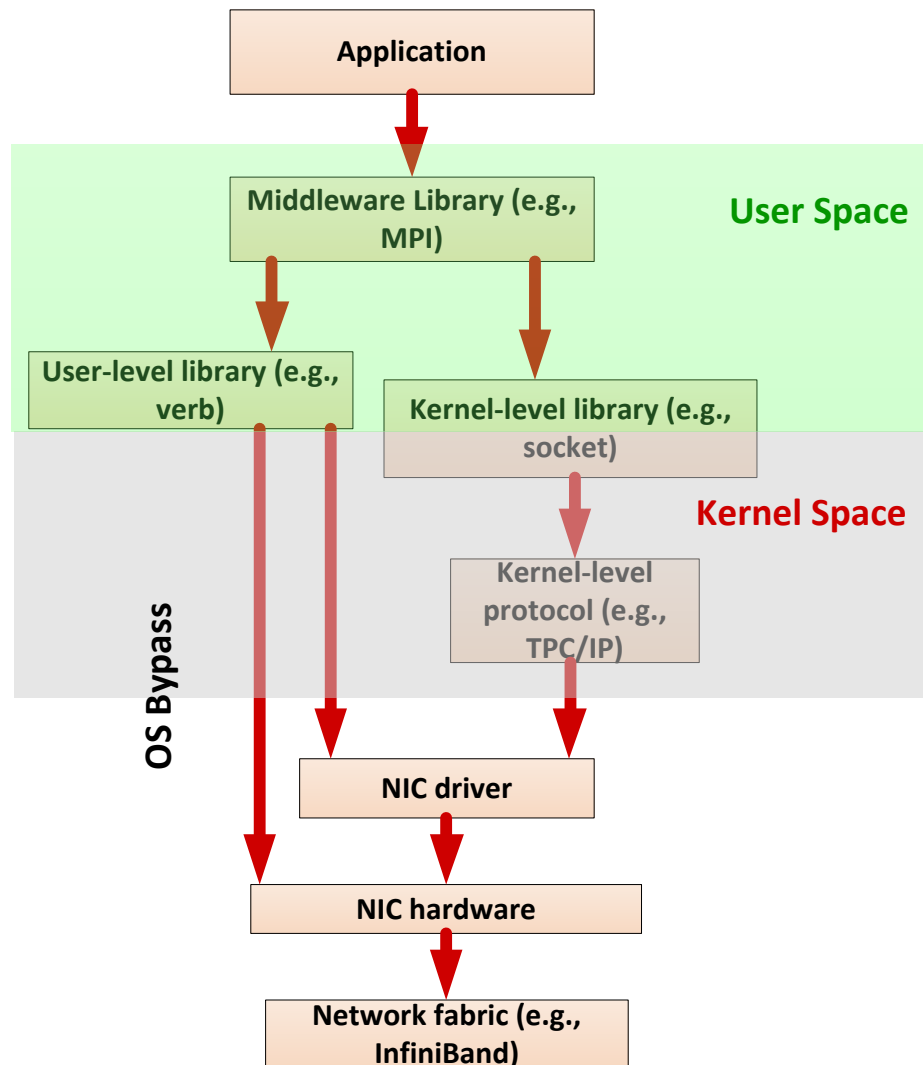 Application
Middleware Library (e.g.,
MPI)
User Space
User-level library (e.g.,
verb)
Kernel-level library (e.g.,
socket)
Kernel Space
Kernel-level
protocol (e.g.,
TPC/IP)
OS Bypass
NIC driver
NIC hardware
Network fabric (e.g.,
InfiniBand)